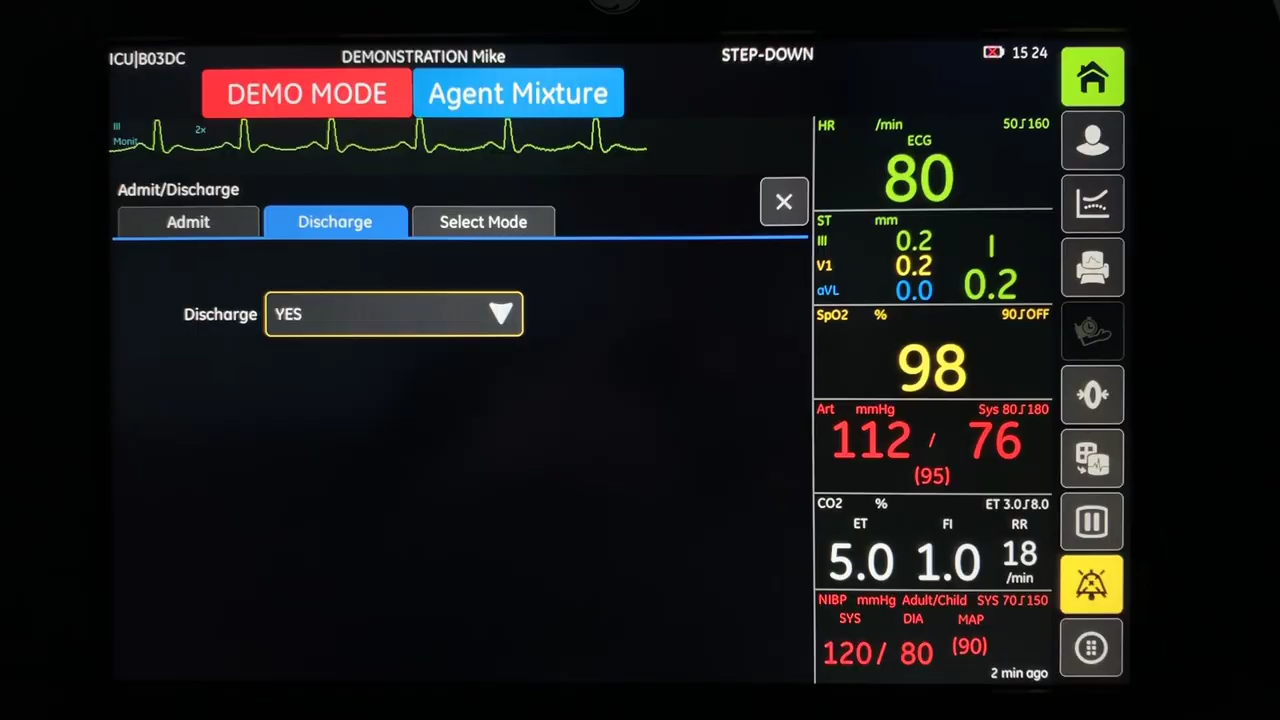 ICU|B03DC DEMONSTRATION Mike STEP-DOWN 15 24
DEMO MODE Agent Mixture
III 2x
Monit
Admit/Discharge
Admit Discharge Select Mode
Discharge YES
HR /min 50 160
ECG
80
ST mm
III 0.2
V1 0.2
aVL 0.0 0.2
SpO2 % 90 OFF
98
Art mmHg Sys 80 180
112 / 76
(95)
CO2 % ET 3.0 8.0
ET FI RR
5.0 1.0 18
/min
NIBP mmHg Adult/Child SYS 70 150
SYS DIA MAP
120/ 80 (90)
2 min ago